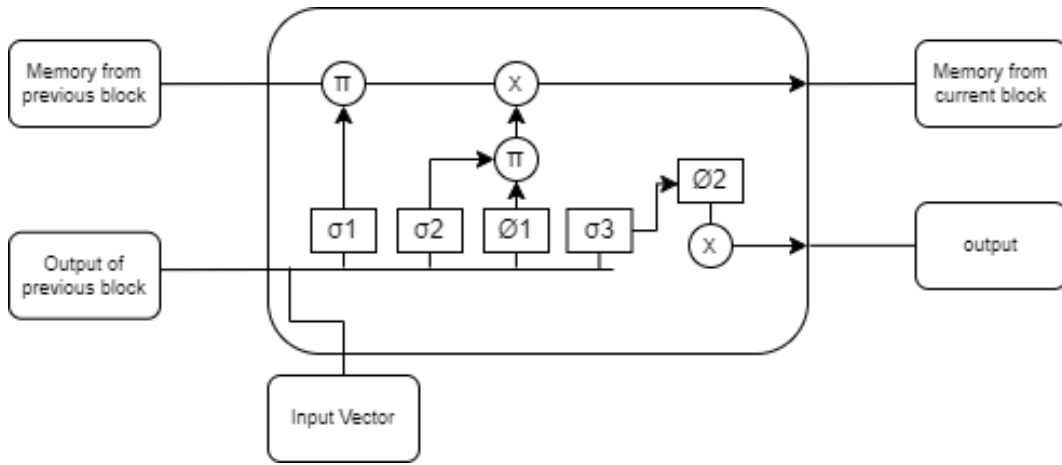 Memory from
previous block
π
x
Memory from
current block
π
Ø2
σ1
σ2
Ø1
σ3
x
output
Output of
previous block
Input Vector